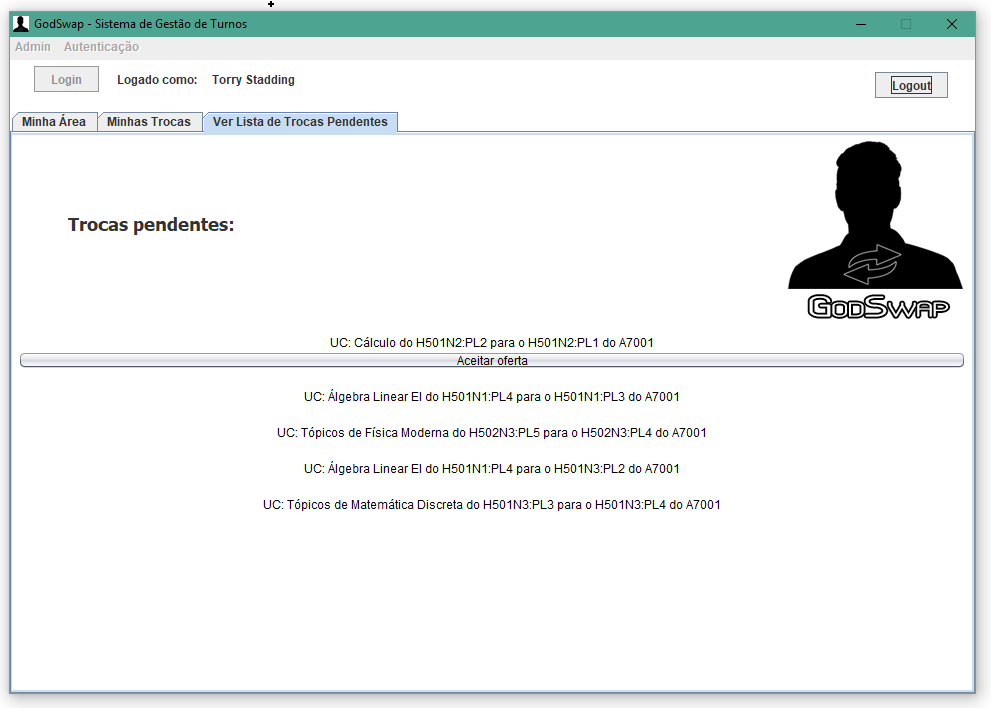 GodSwap - Sistema de Gestão de Turnos
Admin Autenticação
Login Logado como: Torry Stadding Logout
Minha Área Minhas Trocas Ver Lista de Trocas Pendentes
Trocas pendentes:
GODSWAP
UC: Cálculo do H501N2:PL2 para o H501N2:PL1 do A7001
Aceitar oferta
UC: Álgebra Linear EI do H501N1:PL4 para o H501N1:PL3 do A7001
UC: Tópicos de Física Moderna do H502N3:PL5 para o H502N3:PL4 do A7001
UC: Álgebra Linear EI do H501N1:PL4 para o H501N3:PL2 do A7001
UC: Tópicos de Matemática Discreta do H501N3:PL3 para o H501N3:PL4 do A7001